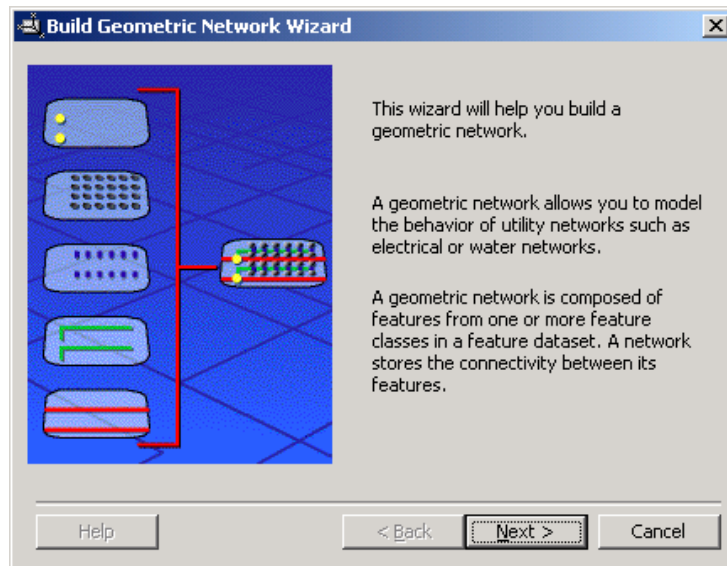 Build Geometric Network Wizard
This wizard will help you build a
geometric network.
A geometric network allows you to model
the behavior of utility networks such as
electrical or water networks.
A geometric network is composed of
features from one or more feature
classes in a feature dataset. A network
stores the connectivity between its
features.
Help
< Back
Next >
Cancel